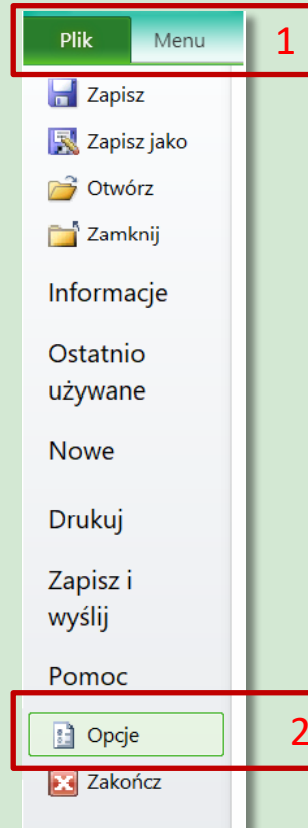 Plik Menu 1
Zapisz
Zapisz jako
Otwórz
Zamknij
Informacje
Ostatnio
używane
Nowe
Drukuj
Zapisz i
wyślij
Pomoc
Opcje 2
Zakończ